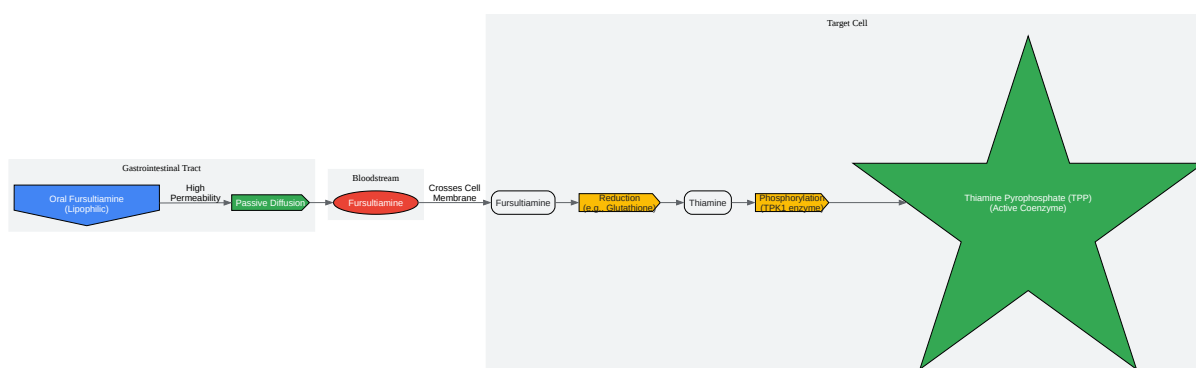 Target Cell
Gastrointestinal Tract
Oral Fursultiamine
(Lipophilic)
High
Permeability
Passive Diffusion
Bloodstream
Fursultiamine
Crosses Cell
Membrane
Fursultiamine
Reduction
(e.g., Glutathione)
Thiamine
Phosphorylation
(TPK1 enzyme)
Thiamine Pyrophosphate (TPP)
(Active Coenzyme)